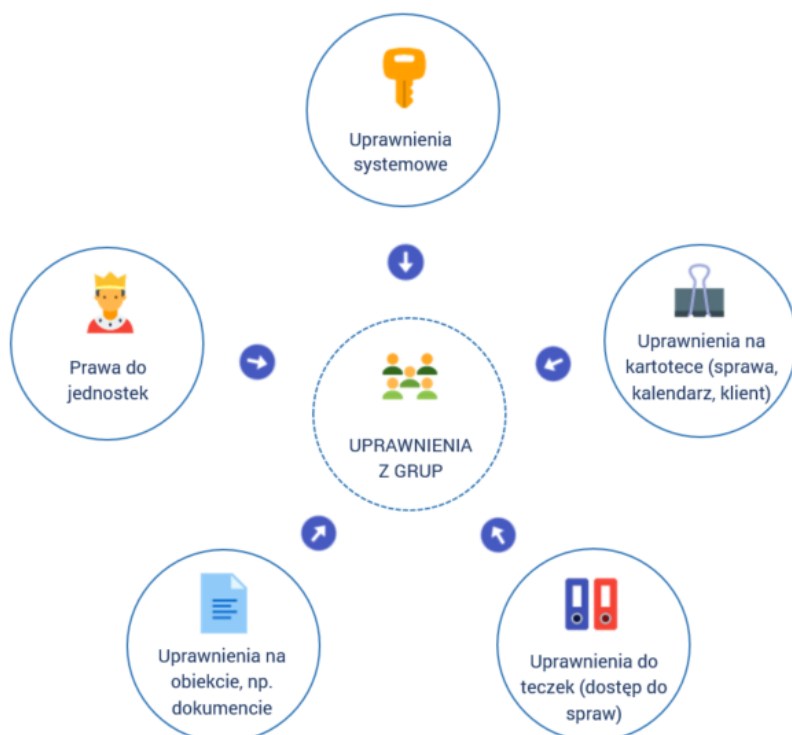 Uprawnienia
systemowe
Prawa do
jednostek
Uprawnienia na
kartotece (sprawa,
kalendarz, klient)
UPRAWNIENIA
Z GRUP
Uprawnienia na
obiekcie, np.
dokumencie
Uprawnienia do
teczek (dostęp do
spraw)